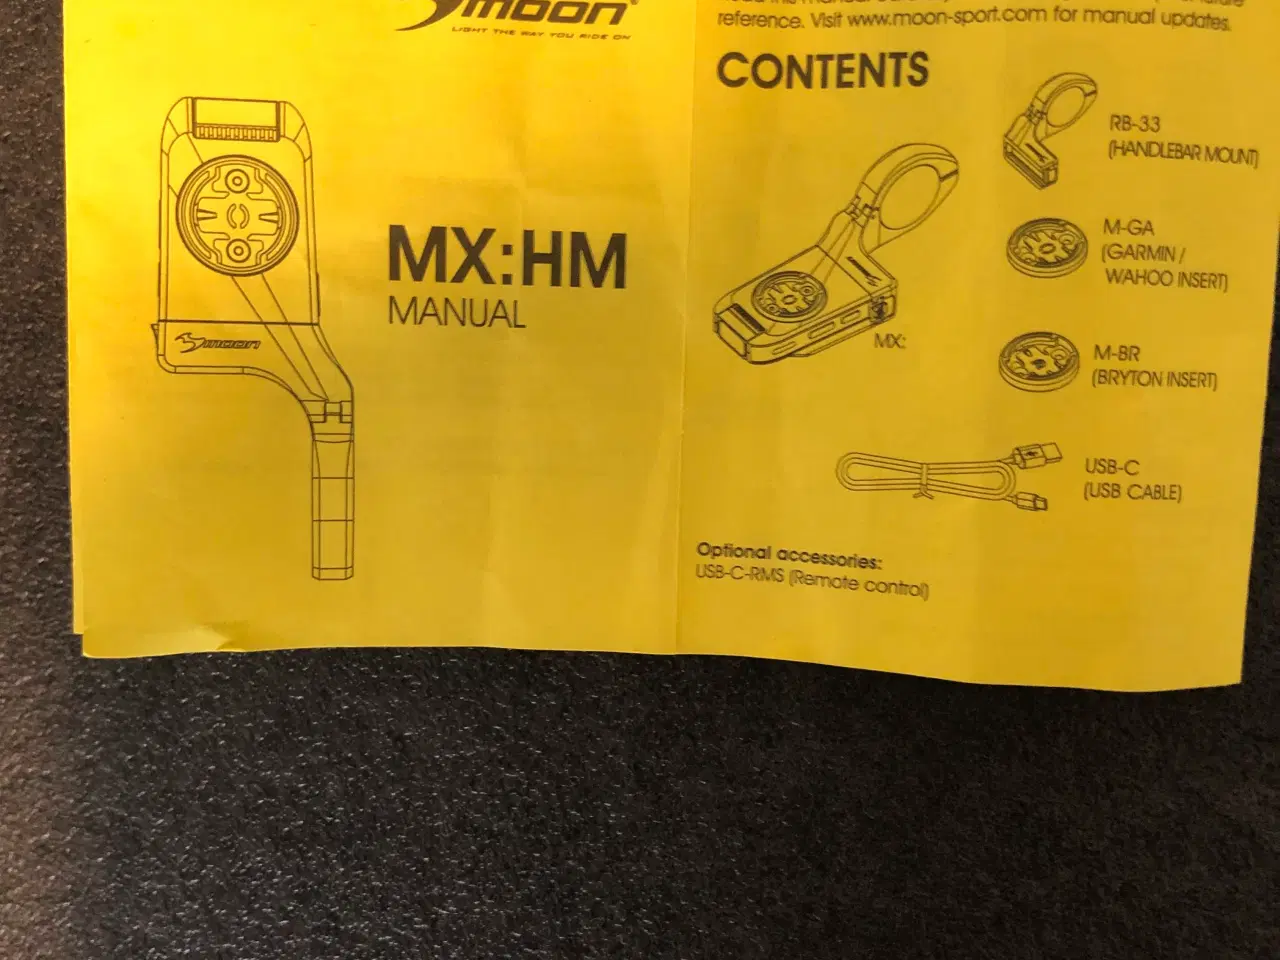 moon
LIGHT THE WAY YOU RIDE ON
MX:HM
MANUAL
moon
reference. Visit www.moon-sport.com for manual updates.
CONTENTS
MX:
RB-33
(HANDLEBAR MOUNT)
M-GA
(GARMIN /
WAHOO INSERT)
M-BR
(BRYTON INSERT)
USB-C
(USB CABLE)
Optional accessories:
USB-C-RMS (Remote control)